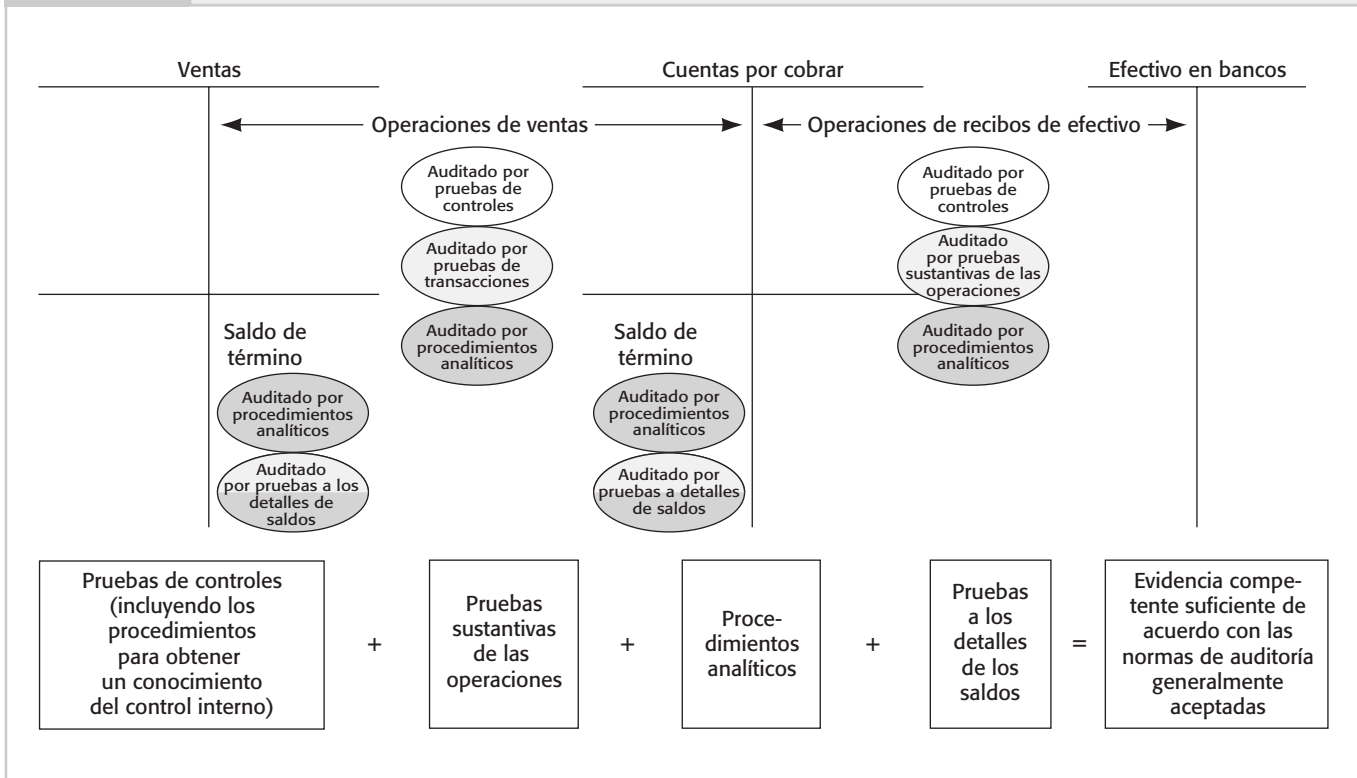 Ventas
Cuentas por cobrar
Efectivo en bancos
Operaciones de ventas
Operaciones de recibos de efectivo
Auditado por
pruebas de
controles
Auditado por
pruebas de
transacciones
Auditado por
procedimientos
analíticos
Auditado por
pruebas de
controles
Auditado
por pruebas
sustantivas de las
operaciones
Auditado por
procedimientos
analíticos
Saldo de
término
Auditado por
procedimientos
analíticos
Auditado
por pruebas a los
detalles de
saldos
Saldo de
término
Auditado por
procedimientos
analíticos
Auditado por
pruebas a detalles
de saldos
Pruebas de controles
(incluyendo los
procedimientos
para obtener
un conocimiento
del control interno)
+
Pruebas
sustantivas
de las
operaciones
+
Proce-
dimientos
analíticos
+
Pruebas
a los
detalles
de los
saldos
=
Evidencia compe-
tente suficiente de
acuerdo con las
normas de auditoría
generalmente
aceptadas